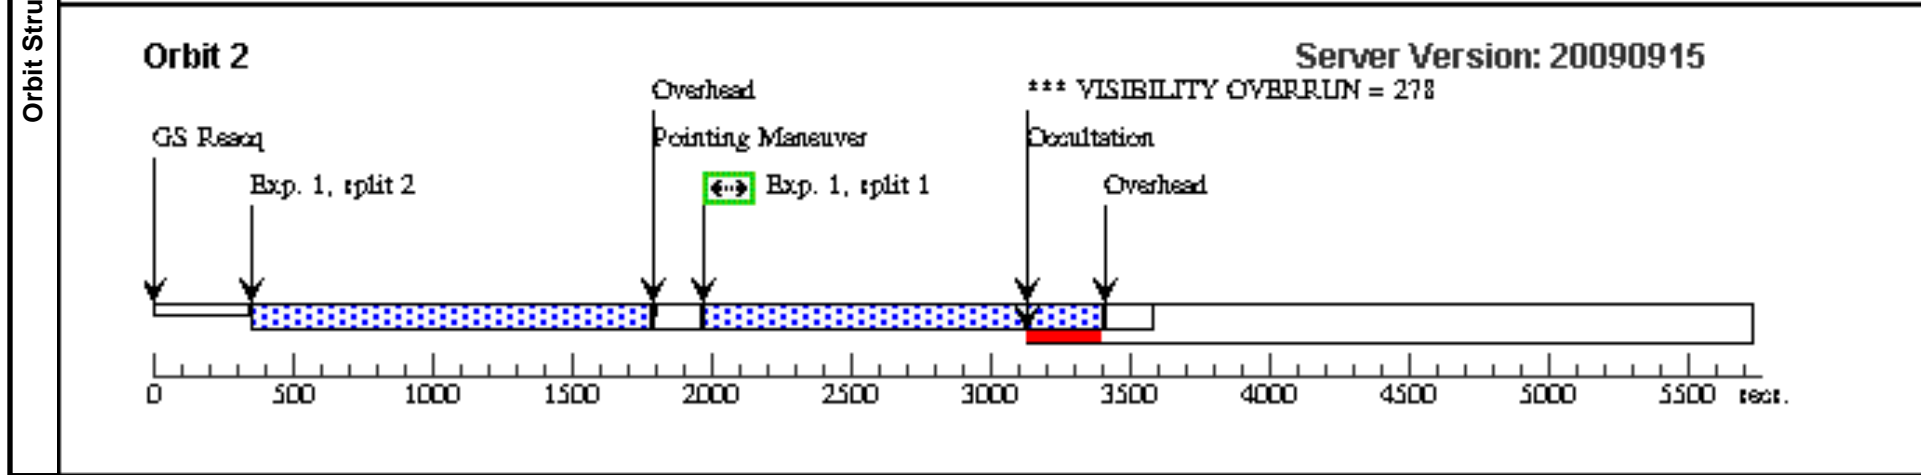 Orbit Stru
Orbit 2
Server Version: 20090915
Overhead
*** VISIBILITY OVERRUN = 278
GS Reacq
Pointing Maneuver
Occultation
Exp. 1, split 2
Exp. 1, split 1
Overhead
0 500 1000 1500 2000 2500 3000 3500 4000 4500 5000 5500 secs.